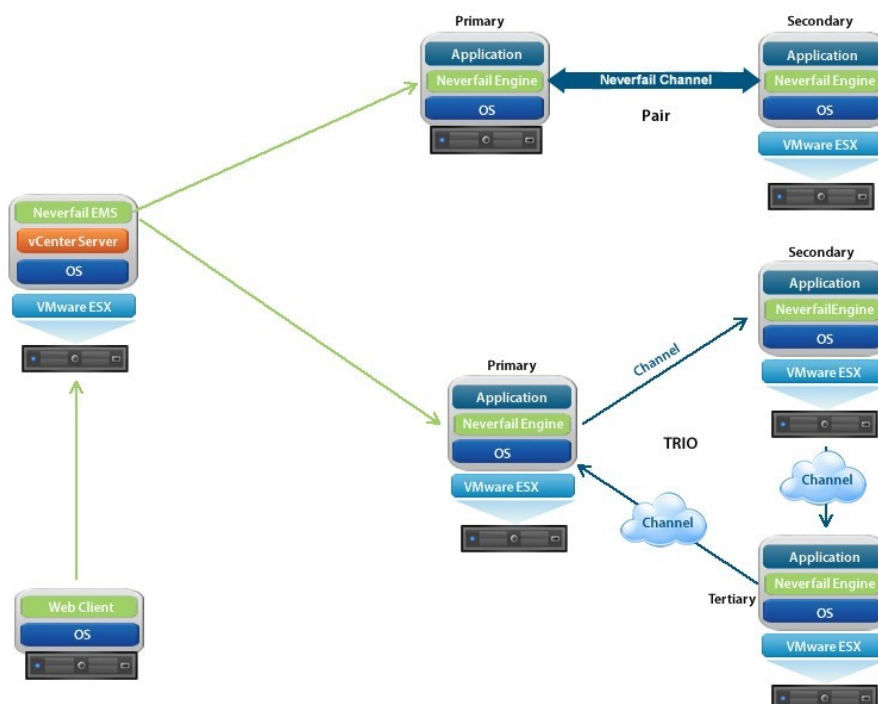 Primary
Application
Neverfail Engine
OS
Neverfail Channel
Pair
Secondary
Application
Neverfail Engine
OS
VMware ESX
Neverfail EMS
vCenter Server
OS
VMware ESX
Web Client
OS
Primary
Application
Neverfail Engine
OS
VMware ESX
Channel
TRIO
Channel
Secondary
Application
NeverfailEngine
OS
VMware ESX
Channel
Tertiary
Application
Neverfail Engine
OS
VMware ESX